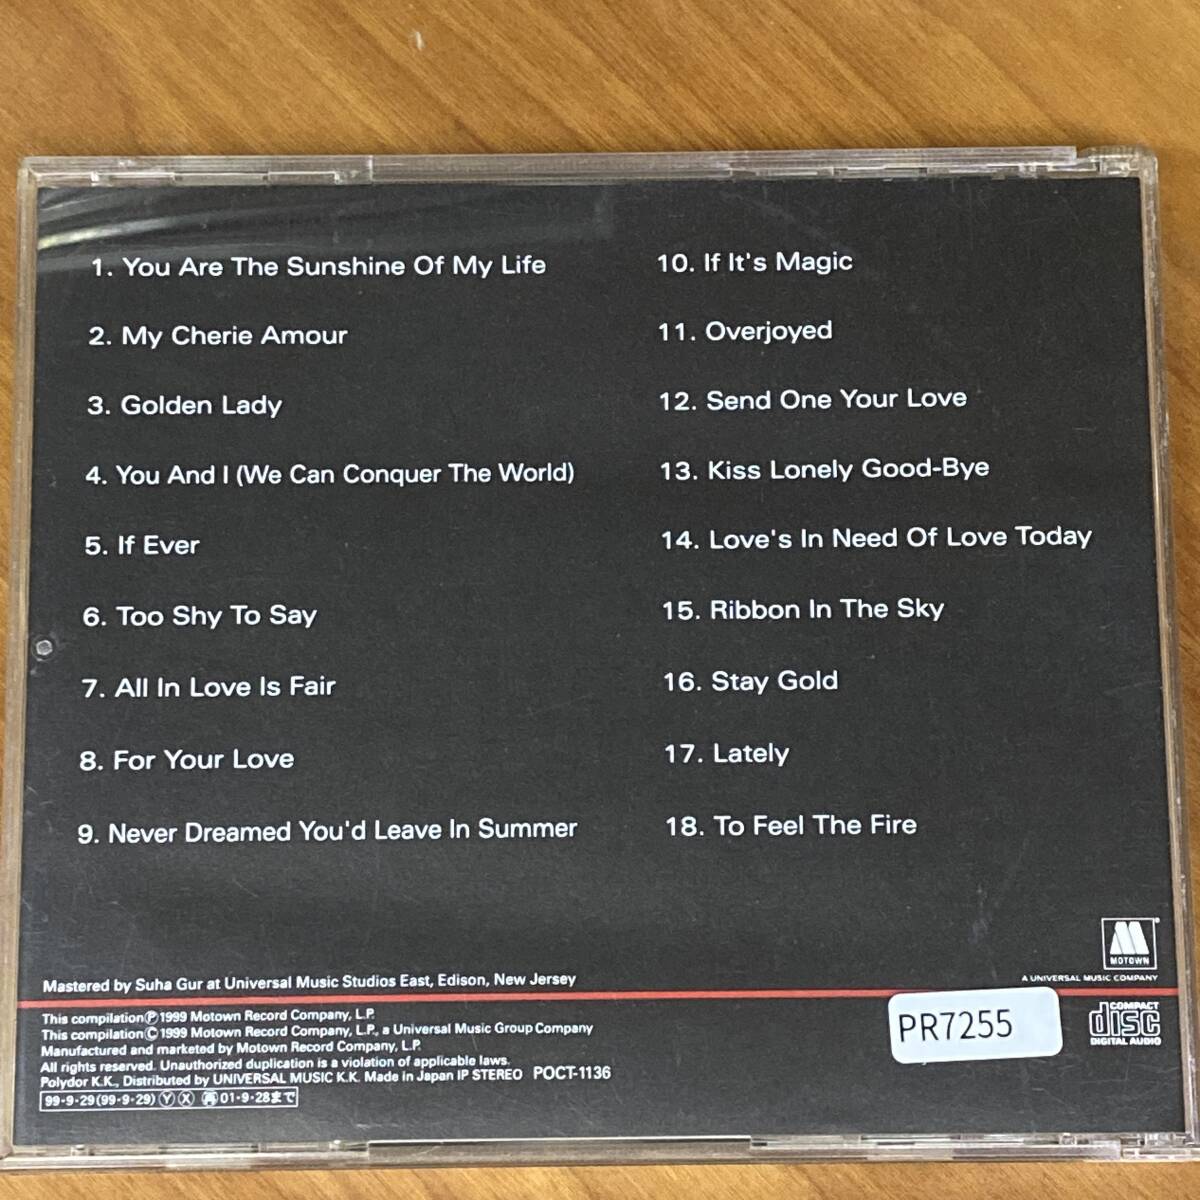 1. You Are The Sunshine Of My Life
2. My Cherie Amour
3. Golden Lady
4. You And I (We Can Conquer The World)
5. If Ever
6. Too Shy To Say
7. All In Love Is Fair
8. For Your Love
9. Never Dreamed You'd Leave In Summer
10. If It's Magic
11. Overjoyed
12. Send One Your Love
13. Kiss Lonely Good-Bye
14. Love's In Need Of Love Today
15. Ribbon In The Sky
16. Stay Gold
17. Lately
18. To Feel The Fire
MOTOWN
A UNIVERSAL MUSIC COMPANY
Mastered by Suha Gur at Universal Music Studios East, Edison, New Jersey
This compilation Ⓟ 1999 Motown Record Company, L.P.
This compilation © 1999 Motown Record Company, L.P., a Universal Music Group Company
Manufactured and marketed by Motown Record Company, L.P.
All rights reserved. Unauthorized duplication is a violation of applicable laws.
Polydor K.K., Distributed by UNIVERSAL MUSIC K.K. Made in Japan IP STEREO POCT-1136
99・9・29(99・9・29) Ⓨ Ⓧ ㊢01・9・28まで
PR7255
COMPACT
disc
DIGITAL AUDIO